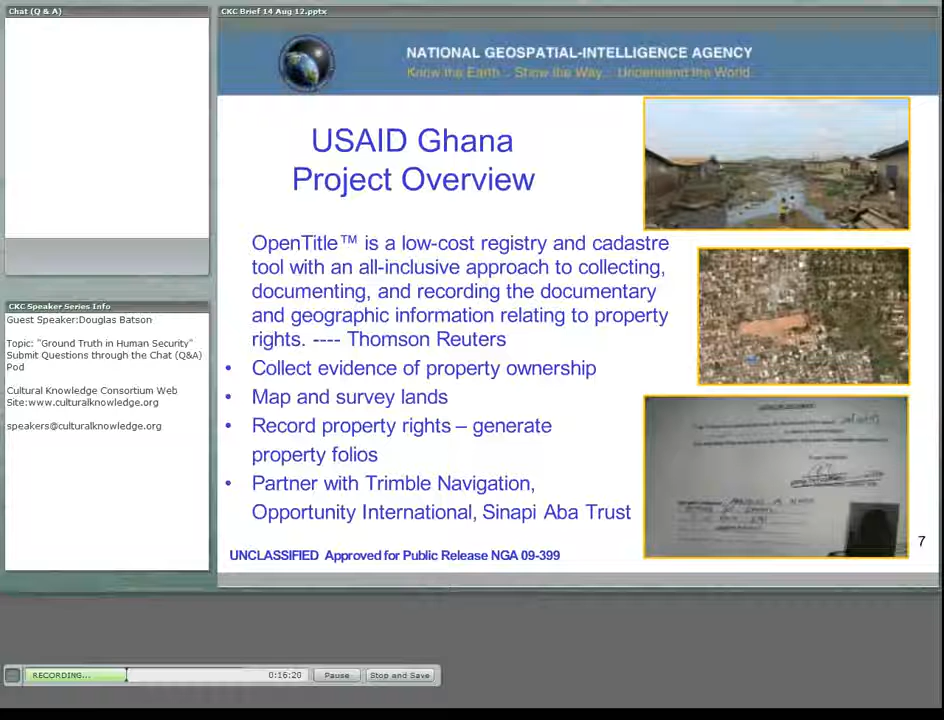 Chat (Q & A)
CKC Brief 14 Aug 12.pptx
NATIONAL GEOSPATIAL-INTELLIGENCE AGENCY
Know the Earth... Show the Way... Understand the World
USAID Ghana
Project Overview
OpenTitle™ is a low-cost registry and cadastre
tool with an all-inclusive approach to collecting,
documenting, and recording the documentary
and geographic information relating to property
rights. ---- Thomson Reuters
• Collect evidence of property ownership
• Map and survey lands
• Record property rights – generate
property folios
• Partner with Trimble Navigation,
Opportunity International, Sinapi Aba Trust
UNCLASSIFIED Approved for Public Release NGA 09-399
7
CKC Speaker Series Info
Guest Speaker:Douglas Batson
Topic: "Ground Truth in Human Security"
Submit Questions through the Chat (Q&A)
Pod
Cultural Knowledge Consortium Web
Site:www.culturalknowledge.org
speakers@culturalknowledge.org
RECORDING...
0:16:20
Pause
Stop and Save